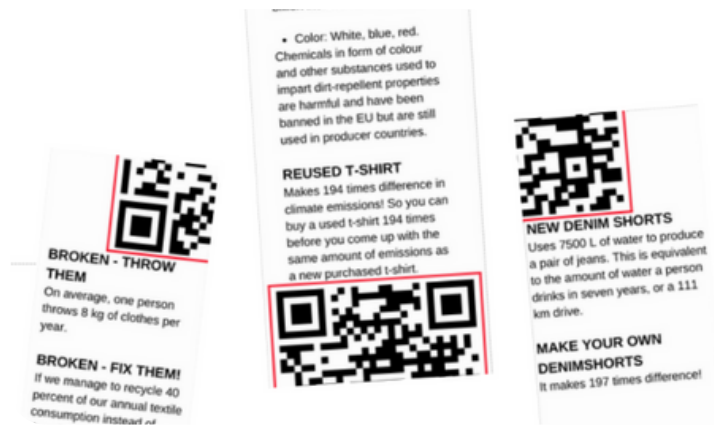 BROKEN - THROW
THEM
On average, one person
throws 8 kg of clothes per
year.
BROKEN - FIX THEM!
If we manage to recycle 40
percent of our annual textile
consumption instead of
• Color: White, blue, red.
Chemicals in form of colour
and other substances used to
impart dirt-repellent properties
are harmful and have been
banned in the EU but are still
used in producer countries.
REUSED T-SHIRT
Makes 194 times difference in
climate emissions! So you can
buy a used t-shirt 194 times
before you come up with the
same amount of emissions as
a new purchased t-shirt.
NEW DENIM SHORTS
Uses 7500 L of water to produce
a pair of jeans. This is equivalent
to the amount of water a person
drinks in seven years, or a 111
km drive.
MAKE YOUR OWN
DENIMSHORTS
It makes 197 times difference!